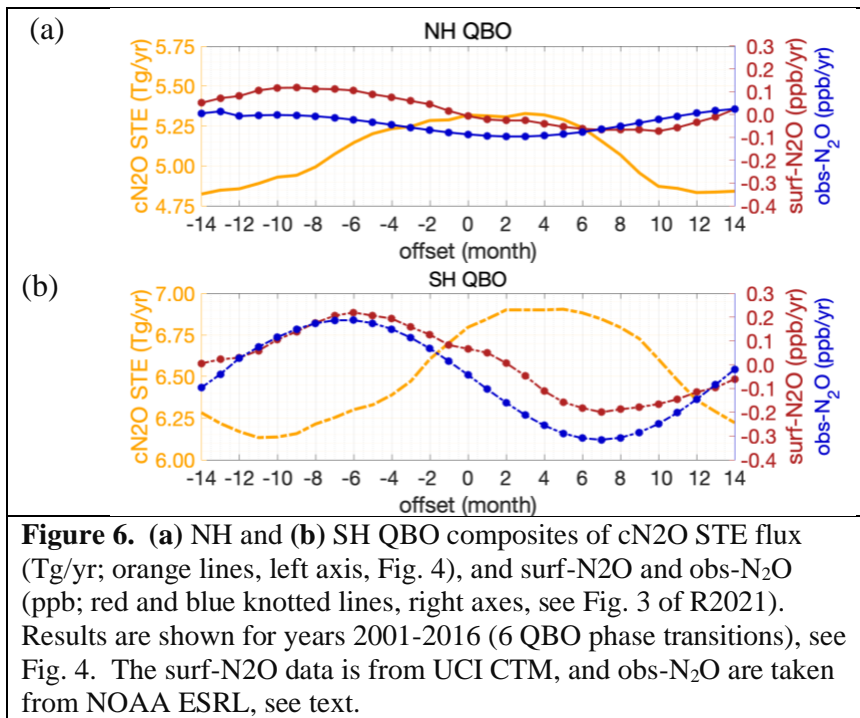 (a)
NH QBO
cN2O STE (Tg/yr)
5.75
5.50
5.25
5.00
4.75
0.3
0.2
0.1
0.0
-0.1
-0.2
-0.3
-0.4
surf-N2O (ppb/yr)
obs-N₂O (ppb/yr)
-14 -12 -10 -8 -6 -4 -2 0 2 4 6 8 10 12 14
offset (month)
(b)
SH QBO
cN2O STE (Tg/yr)
7.00
6.75
6.50
6.25
6.00
0.3
0.2
0.1
0.0
-0.1
-0.2
-0.3
-0.4
surf-N2O (ppb/yr)
obs-N₂O (ppb/yr)
-14 -12 -10 -8 -6 -4 -2 0 2 4 6 8 10 12 14
offset (month)
Figure 6. (a) NH and (b) SH QBO composites of cN2O STE flux
(Tg/yr; orange lines, left axis, Fig. 4), and surf-N2O and obs-N₂O
(ppb; red and blue knotted lines, right axes, see Fig. 3 of R2021).
Results are shown for years 2001-2016 (6 QBO phase transitions), see
Fig. 4. The surf-N2O data is from UCI CTM, and obs-N₂O are taken
from NOAA ESRL, see text.